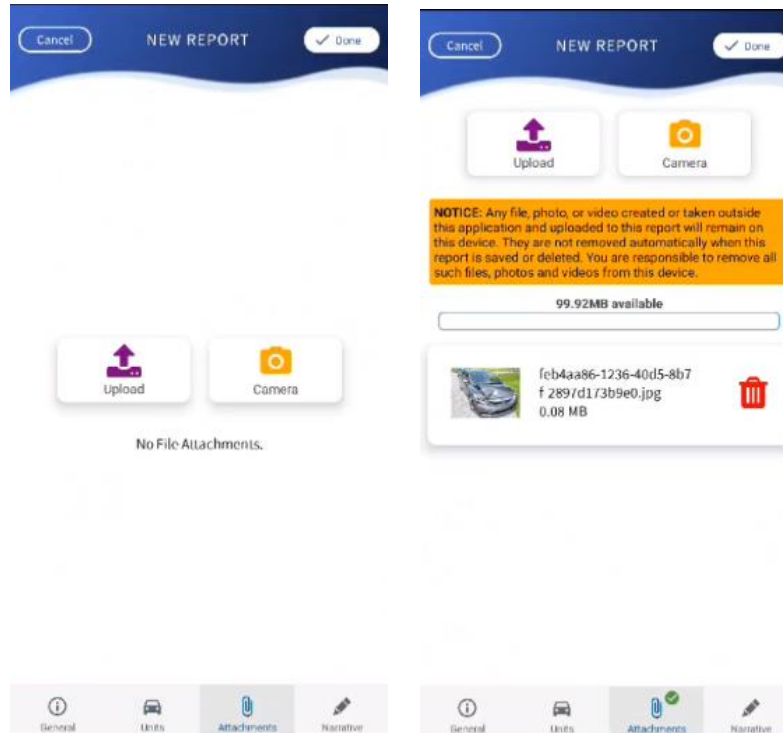 Cancel
NEW REPORT
Done
Upload
Camera
No File Attachments.
General
Units
Attachments
Narrative
Cancel
NEW REPORT
Done
Upload
Camera
NOTICE: Any file, photo, or video created or taken outside
this application and uploaded to this report will remain on
this device. They are not removed automatically when this
report is saved or deleted. You are responsible to remove all
such files, photos and videos from this device.
99.92MB available
feb4aa86-1236-40d5-8b7
f 2897d173b9e0.jpg
0.08 MB
General
Units
Attachments
Narrative